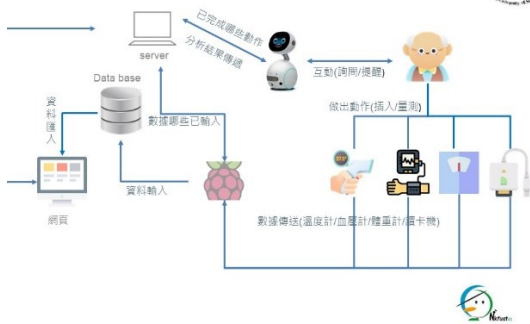 已完成哪些動作
server
分析結果傳遞
Data base
互動(詢問/提醒)
做出動作(插入/量測)
資料匯入
數據哪些已輸入
資料輸入
網頁
數據傳送(溫度計/血壓計/體重計/讀卡機)